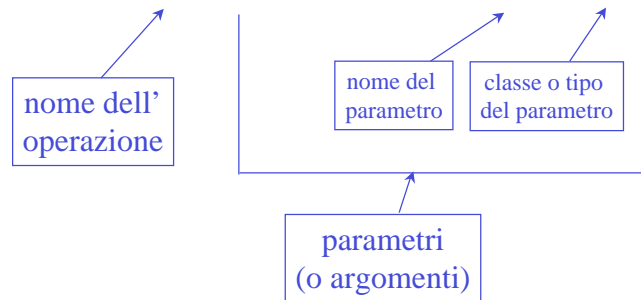 nome dell'
operazione
nome del
parametro
classe o tipo
del parametro
parametri
(o argomenti)